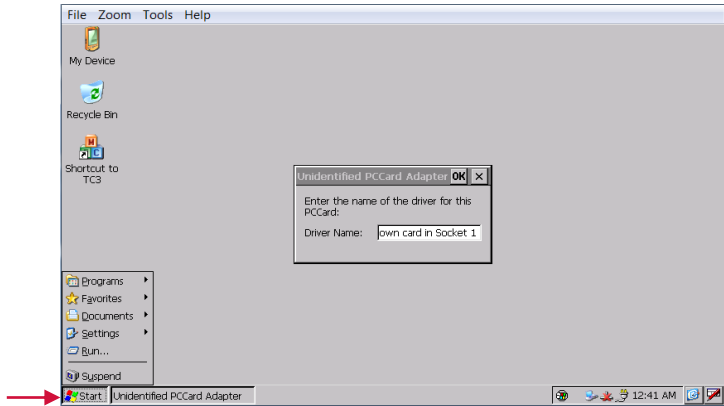 File Zoom Tools Help
My Device
Recycle Bin
Shortcut to
TC3
Unidentified PCCard Adapter OK
Enter the name of the driver for this
PCCard:
Driver Name: own card in Socket 1
Programs
Favorites
Documents
Settings
Run...
Suspend
Start Unidentified PCCard Adapter 12:41 AM